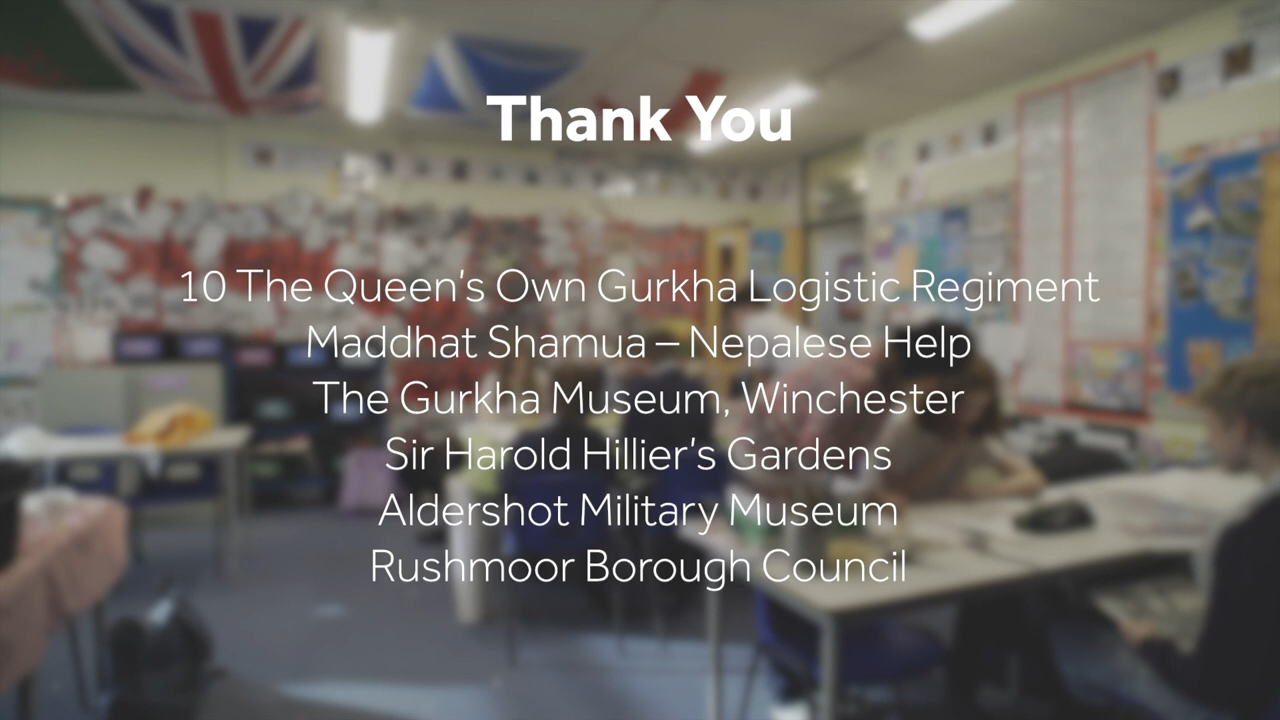 Thank You
10 The Queen's Own Gurkha Logistic Regiment
Maddhat Shamua – Nepalese Help
The Gurkha Museum, Winchester
Sir Harold Hillier's Gardens
Aldershot Military Museum
Rushmoor Borough Council